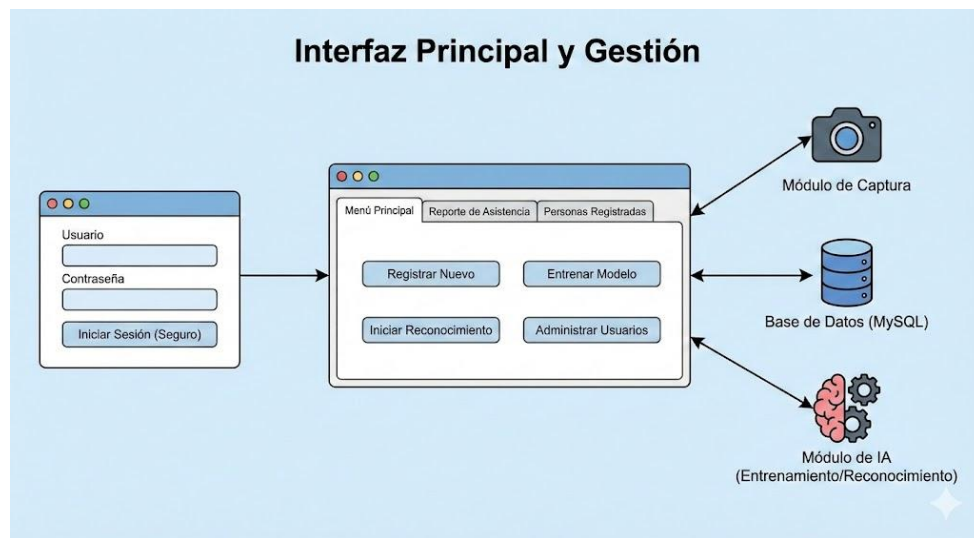 Interfaz Principal y Gestión
Usuario
Contraseña
Iniciar Sesión (Seguro)
Menú Principal
Reporte de Asistencia
Personas Registradas
Registrar Nuevo
Entrenar Modelo
Iniciar Reconocimiento
Administrar Usuarios
Módulo de Captura
Base de Datos (MySQL)
Módulo de IA
(Entrenamiento/Reconocimiento)